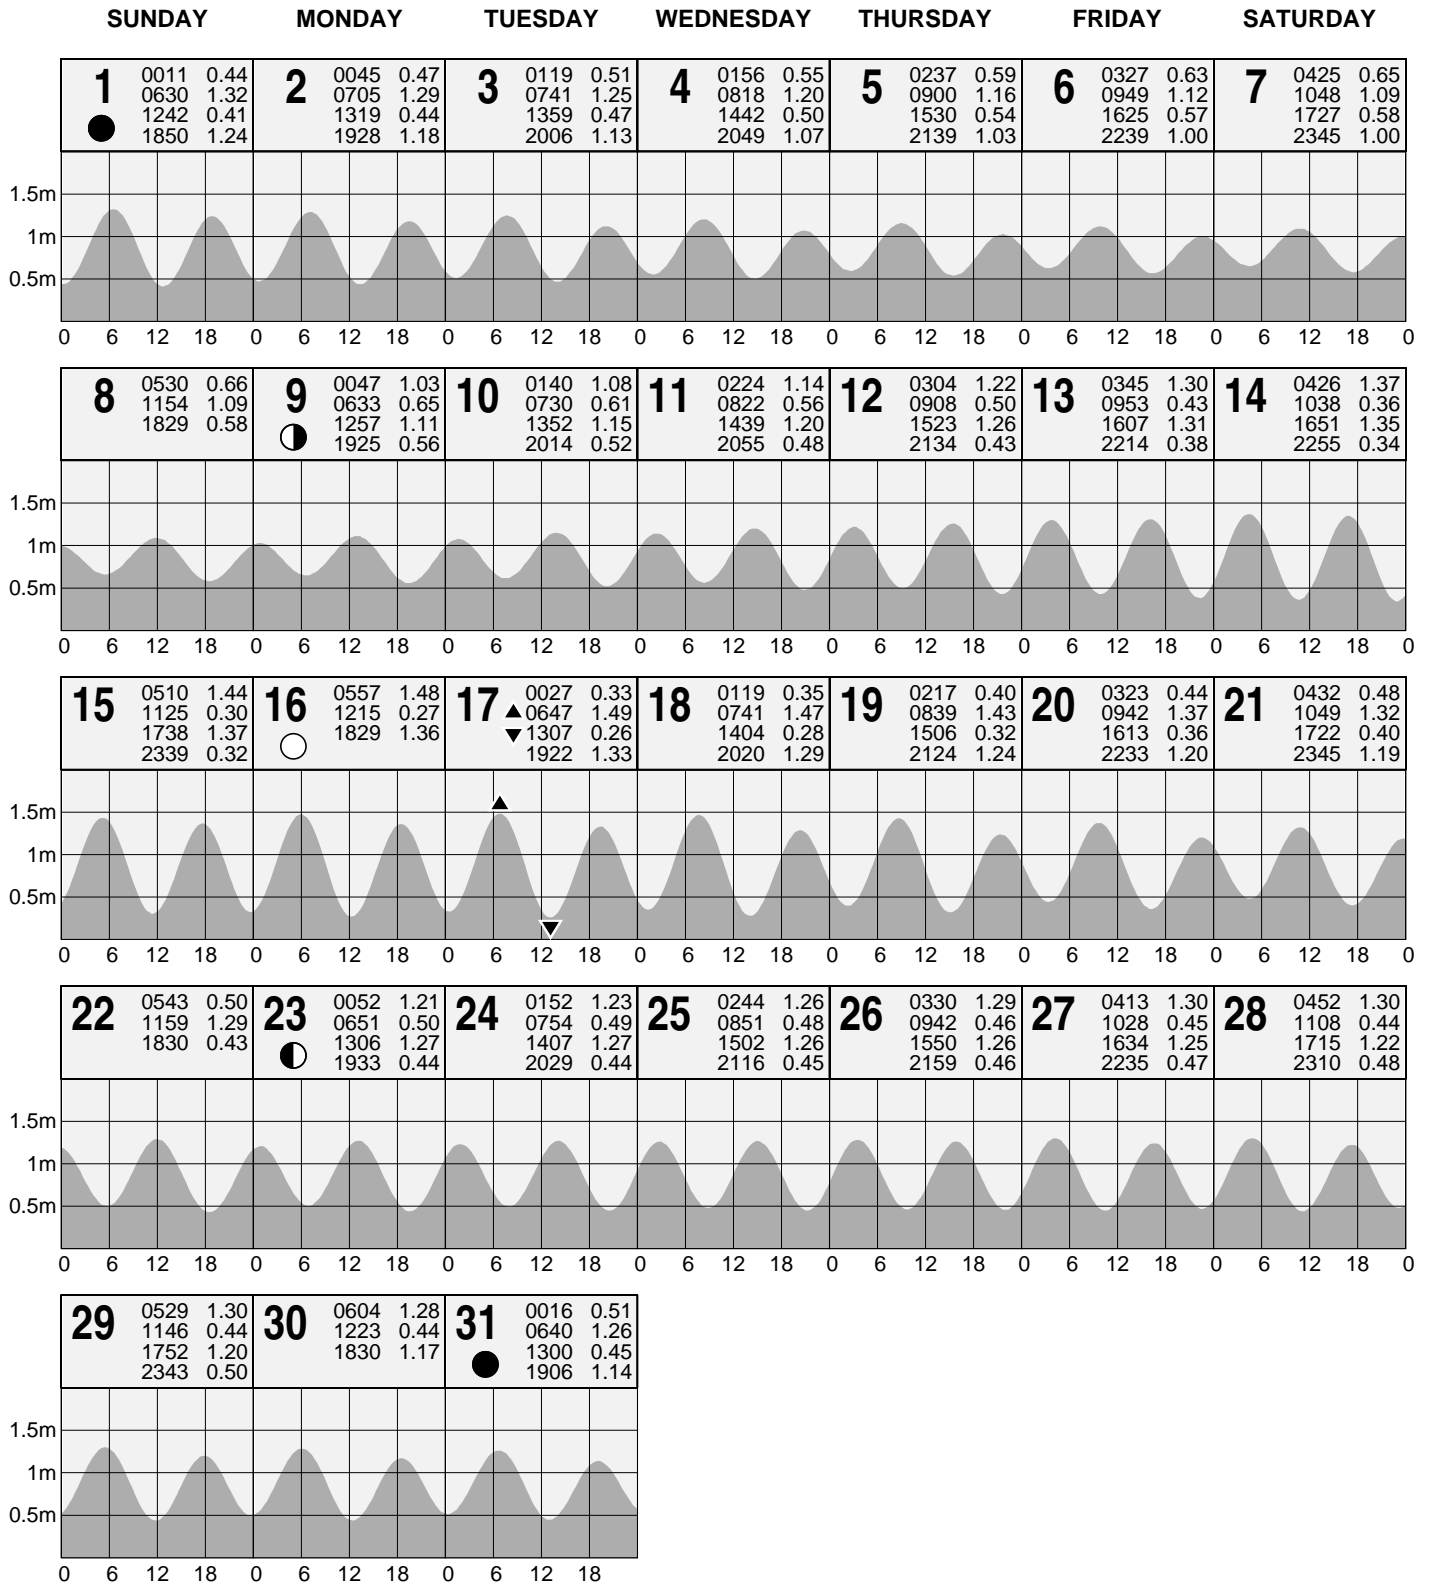 SUNDAY MONDAY TUESDAY WEDNESDAY THURSDAY FRIDAY SATURDAY
1 0011 0.44
0630 1.32
1242 0.41
1850 1.24
2 0045 0.47
0705 1.29
1319 0.44
1928 1.18
3 0119 0.51
0741 1.25
1359 0.47
2006 1.13
4 0156 0.55
0818 1.20
1442 0.50
2049 1.07
5 0237 0.59
0900 1.16
1530 0.54
2139 1.03
6 0327 0.63
0949 1.12
1625 0.57
2239 1.00
7 0425 0.65
1048 1.09
1727 0.58
2345 1.00
1.5m
1m
0.5m
0 6 12 18 0 6 12 18 0 6 12 18 0 6 12 18 0 6 12 18 0 6 12 18 0 6 12 18 0
8 0530 0.66
1154 1.09
1829 0.58
9 0047 1.03
0633 0.65
1257 1.11
1925 0.56
10 0140 1.08
0730 0.61
1352 1.15
2014 0.52
11 0224 1.14
0822 0.56
1439 1.20
2055 0.48
12 0304 1.22
0908 0.50
1523 1.26
2134 0.43
13 0345 1.30
0953 0.43
1607 1.31
2214 0.38
14 0426 1.37
1038 0.36
1651 1.35
2255 0.34
1.5m
1m
0.5m
0 6 12 18 0 6 12 18 0 6 12 18 0 6 12 18 0 6 12 18 0 6 12 18 0 6 12 18 0
15 0510 1.44
1125 0.30
1738 1.37
2339 0.32
16 0557 1.48
1215 0.27
1829 1.36
17 0027 0.33
0647 1.49
1307 0.26
1922 1.33
18 0119 0.35
0741 1.47
1404 0.28
2020 1.29
19 0217 0.40
0839 1.43
1506 0.32
2124 1.24
20 0323 0.44
0942 1.37
1613 0.36
2233 1.20
21 0432 0.48
1049 1.32
1722 0.40
2345 1.19
1.5m
1m
0.5m
0 6 12 18 0 6 12 18 0 6 12 18 0 6 12 18 0 6 12 18 0 6 12 18 0 6 12 18 0
22 0543 0.50
1159 1.29
1830 0.43
23 0052 1.21
0651 0.50
1306 1.27
1933 0.44
24 0152 1.23
0754 0.49
1407 1.27
2029 0.44
25 0244 1.26
0851 0.48
1502 1.26
2116 0.45
26 0330 1.29
0942 0.46
1550 1.26
2159 0.46
27 0413 1.30
1028 0.45
1634 1.25
2235 0.47
28 0452 1.30
1108 0.44
1715 1.22
2310 0.48
1.5m
1m
0.5m
0 6 12 18 0 6 12 18 0 6 12 18 0 6 12 18 0 6 12 18 0 6 12 18 0 6 12 18 0
29 0529 1.30
1146 0.44
1752 1.20
2343 0.50
30 0604 1.28
1223 0.44
1830 1.17
31 0016 0.51
0640 1.26
1300 0.45
1906 1.14
1.5m
1m
0.5m
0 6 12 18 0 6 12 18 0 6 12 18